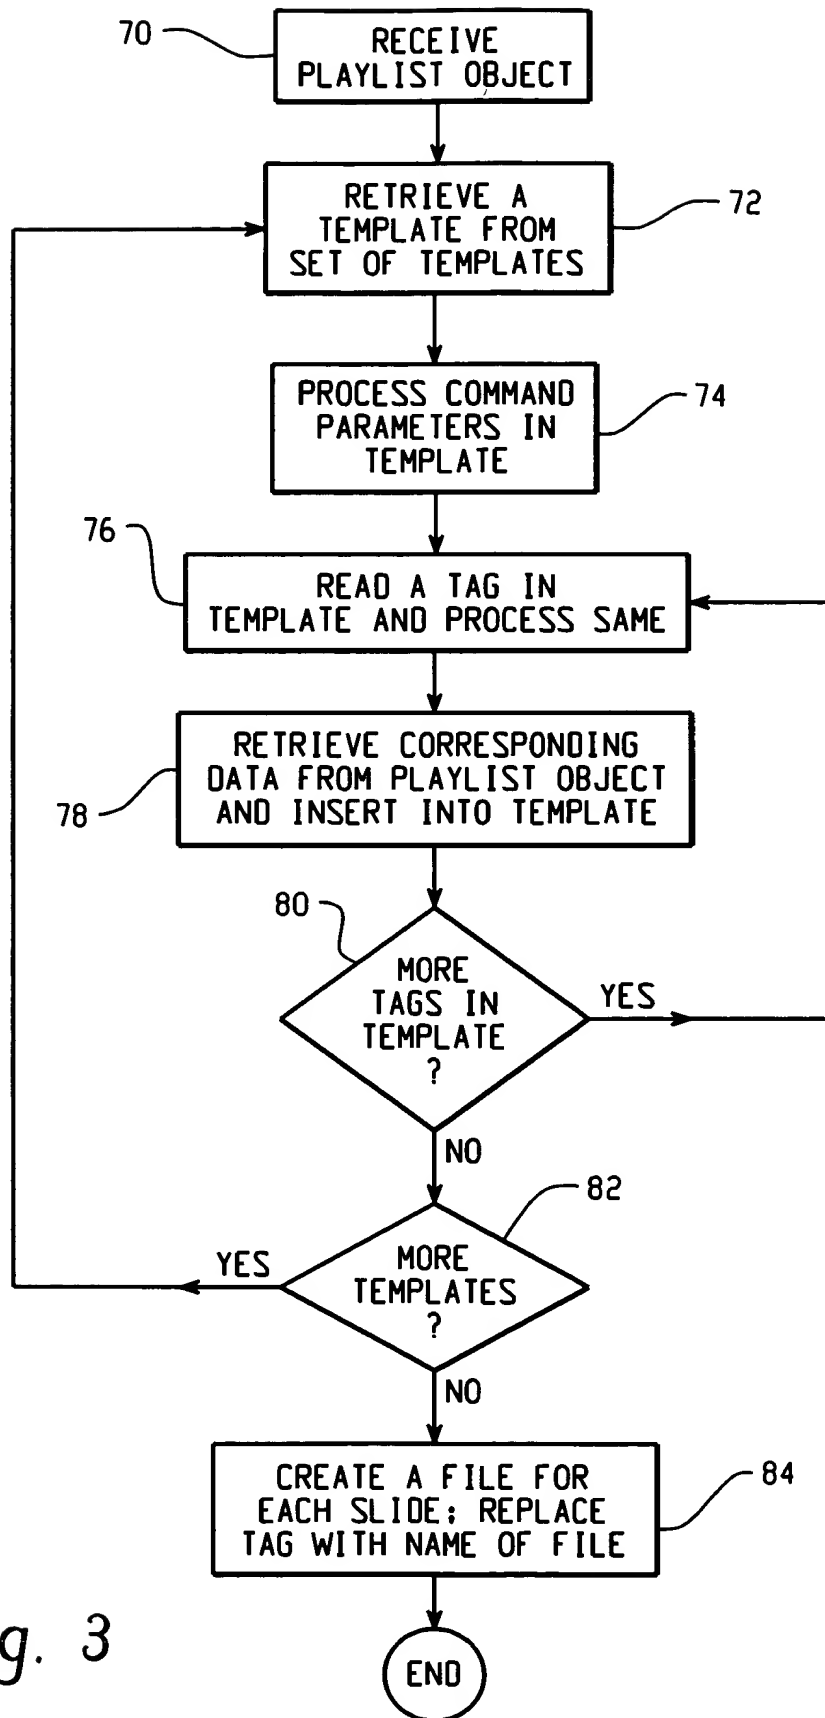 70
RECEIVE
PLAYLIST OBJECT
RETRIEVE A
TEMPLATE FROM
SET OF TEMPLATES
72
PROCESS COMMAND
PARAMETERS IN
TEMPLATE
74
76
READ A TAG IN
TEMPLATE AND PROCESS SAME
RETRIEVE CORRESPONDING
DATA FROM PLAYLIST OBJECT
AND INSERT INTO TEMPLATE
78
80
MORE
TAGS IN
TEMPLATE
?
YES
NO
82
MORE
TEMPLATES
?
YES
NO
CREATE A FILE FOR
EACH SLIDE; REPLACE
TAG WITH NAME OF FILE
84
END
g. 3